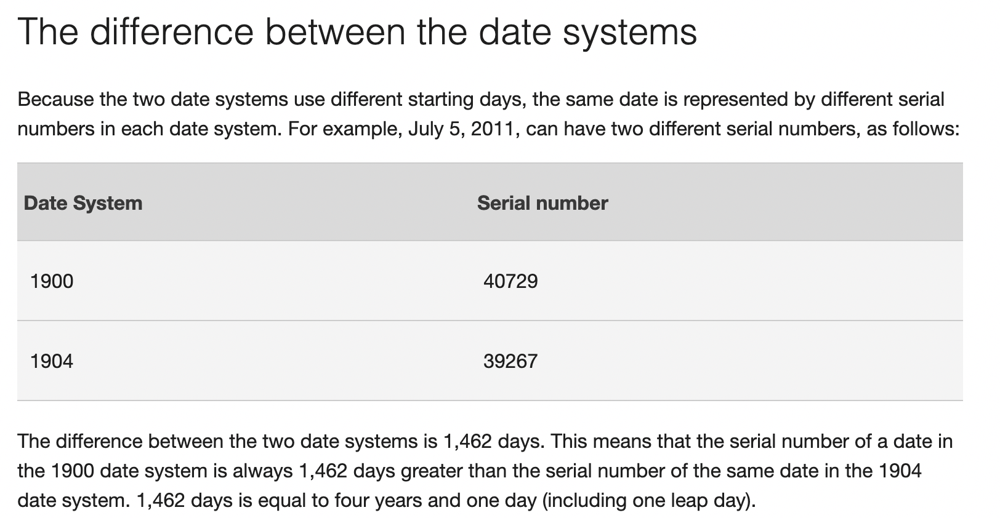 The difference between the date systems
Because the two date systems use different starting days, the same date is represented by different serial
numbers in each date system. For example, July 5, 2011, can have two different serial numbers, as follows:
Date System Serial number
1900 40729
1904 39267
The difference between the two date systems is 1,462 days. This means that the serial number of a date in
the 1900 date system is always 1,462 days greater than the serial number of the same date in the 1904
date system. 1,462 days is equal to four years and one day (including one leap day).